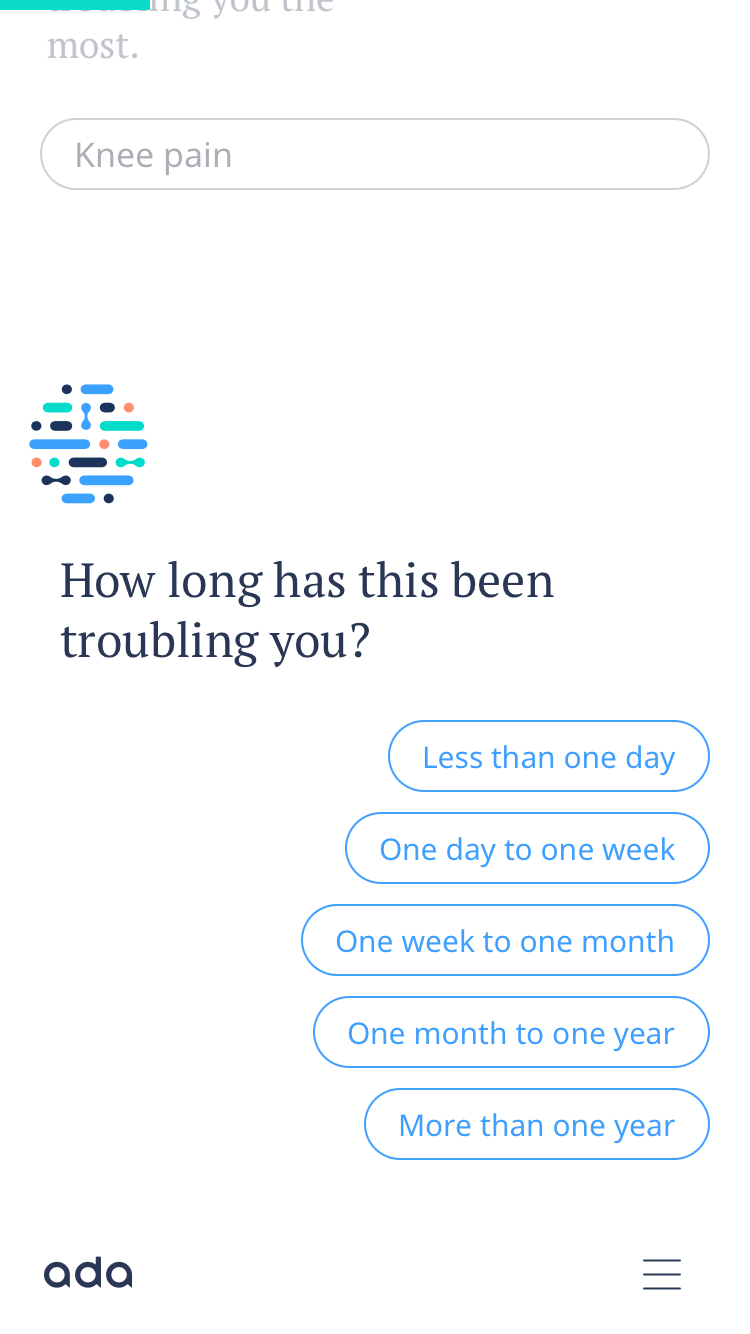 you the
most.
Knee pain
How long has this been
troubling you?
Less than one day
One day to one week
One week to one month
One month to one year
More than one year
ada